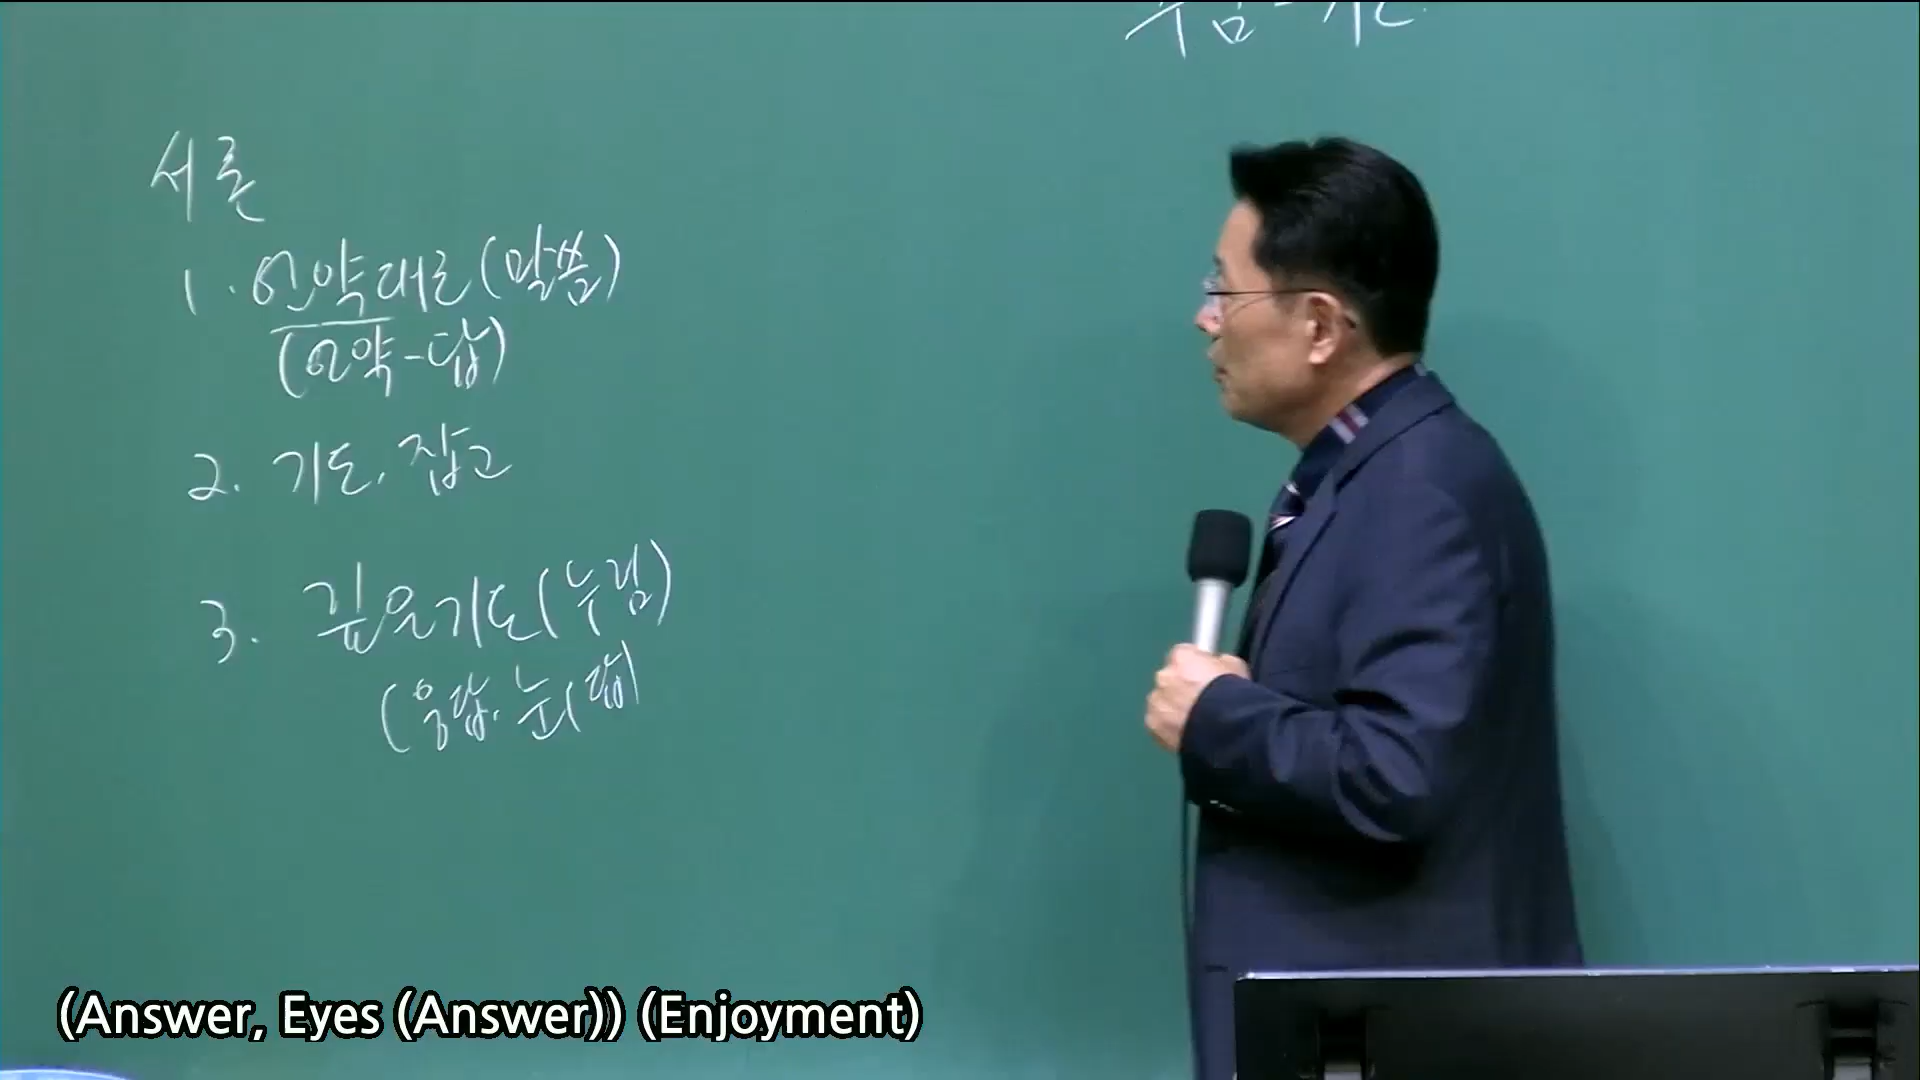 서론
1. 언약대로(말씀)
(언약-답)
2. 기도. 잡고
3. 깊은기도(누림)
(응답. 눈(답)
(Answer, Eyes (Answer)) (Enjoyment)